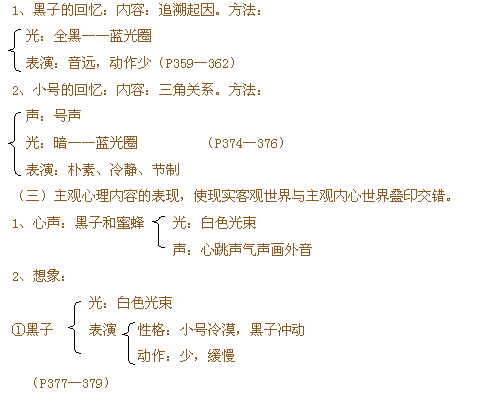 1、黑子的回忆：内容：追溯起因。方法：
光：全黑——蓝光圈
表演：音远，动作少（P359—362）
2、小号的回忆：内容：三角关系。方法：
声：号声
光：暗——蓝光圈 （P374—376）
表演：朴素、冷静、节制
（三）主观心理内容的表现，使现实客观世界与主观内心世界叠印交错。
1、心声：黑子和蜜蜂 光：白色光束
声：心跳声气声画外音
2、想象：
光：白色光束
①黑子 表演 性格：小号冷漠，黑子冲动
动作：少，缓慢
（P377—379）